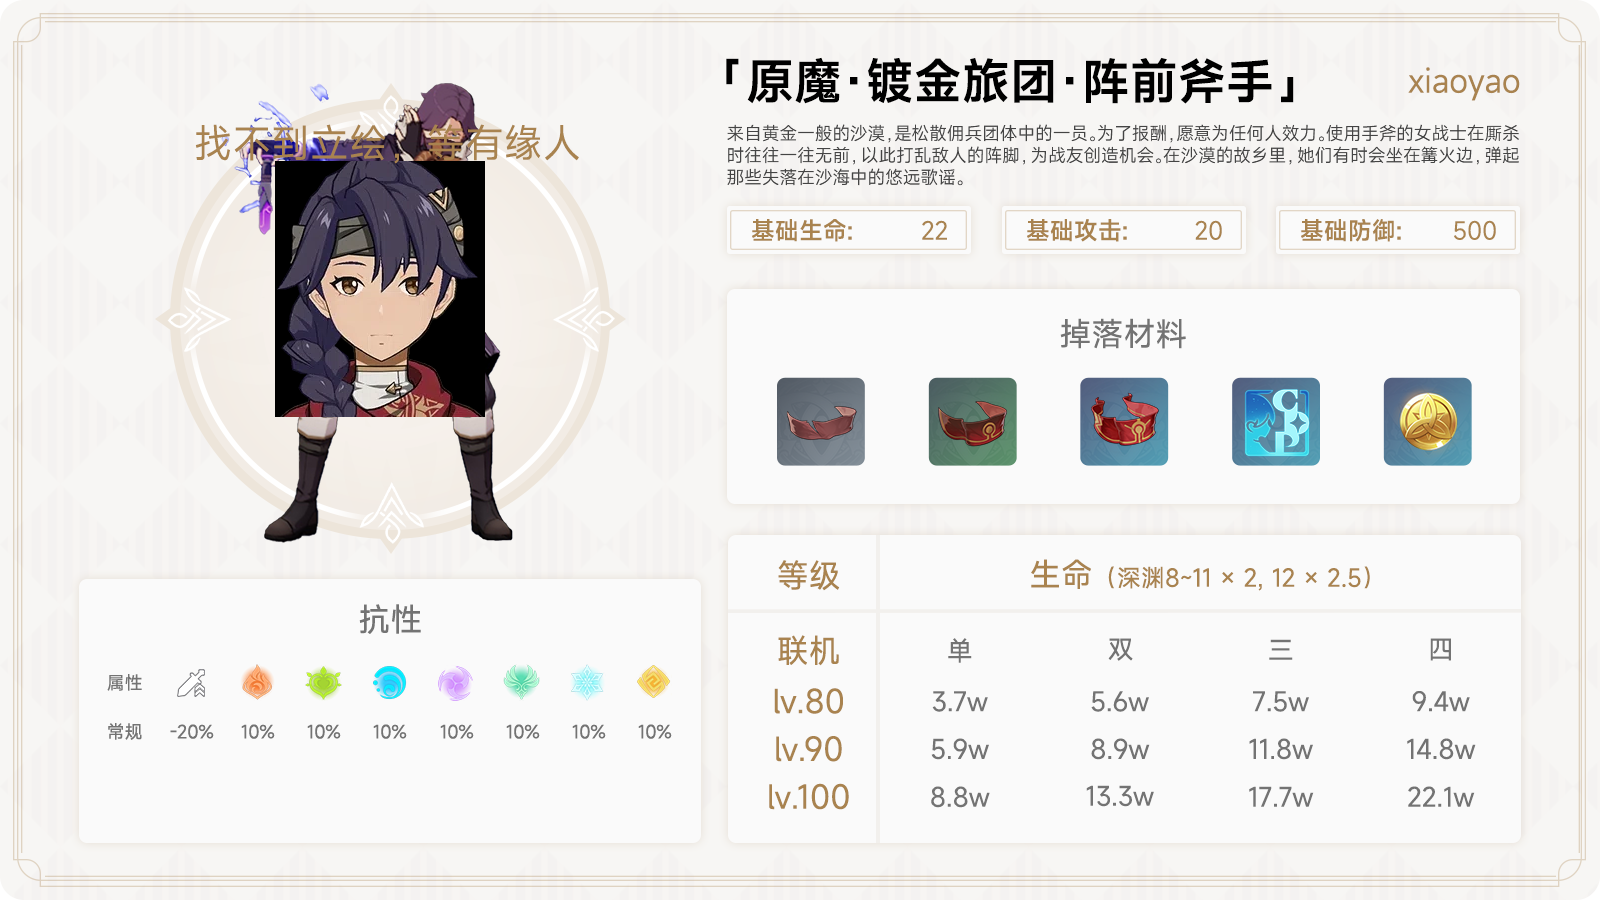 「原魔·镀金旅团·阵前斧手」
xiaoyao
找不到立绘，等有缘人
来自黄金一般的沙漠，是松散佣兵团体中的一员。为了报酬，愿意为任何人效力。使用手斧的女战士在厮杀
时往往一往无前，以此打乱敌人的阵脚，为战友创造机会。在沙漠的故乡里，她们有时会坐在篝火边，弹起
那些失落在沙海中的悠远歌谣。
基础生命: 22
基础攻击: 20
基础防御: 500
掉落材料
抗性
属性
常规 -20% 10% 10% 10% 10% 10% 10% 10%
等级 生命（深渊8~11 × 2, 12 × 2.5）
联机 单 双 三 四
lv.80 3.7w 5.6w 7.5w 9.4w
lv.90 5.9w 8.9w 11.8w 14.8w
lv.100 8.8w 13.3w 17.7w 22.1w